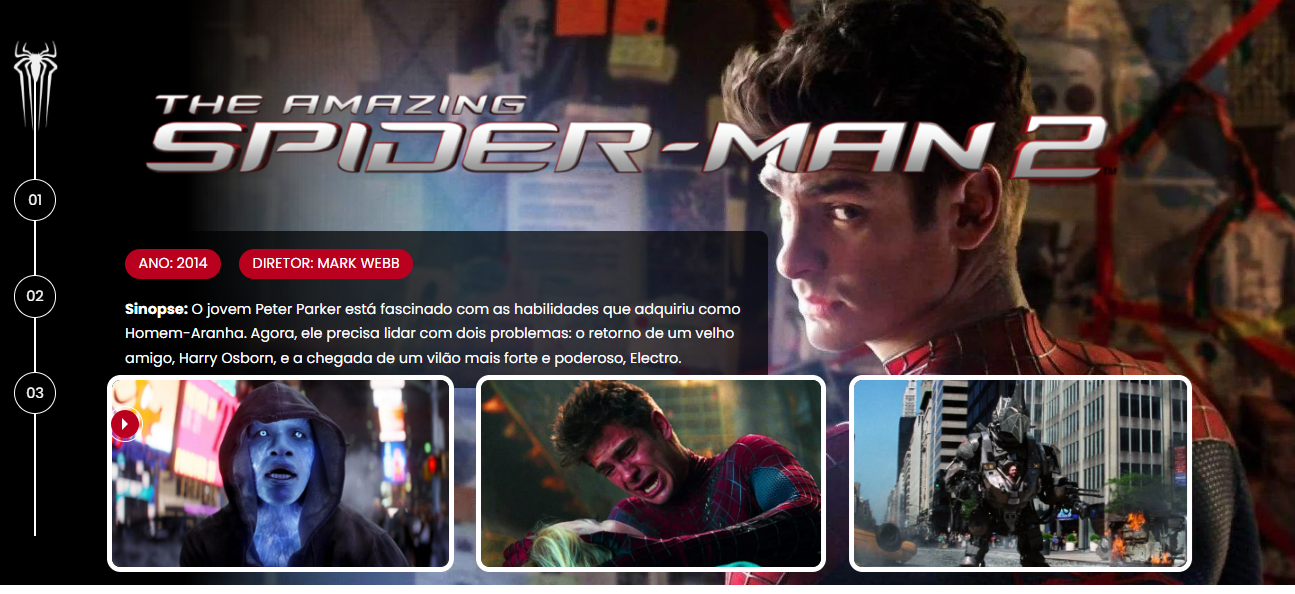 THE AMAZING
SPIDER-MAN 2
TM
01
02
03
ANO: 2014
DIRETOR: MARK WEBB
Sinopse: O jovem Peter Parker está fascinado com as habilidades que adquiriu como
Homem-Aranha. Agora, ele precisa lidar com dois problemas: o retorno de um velho
amigo, Harry Osborn, e a chegada de um vilão mais forte e poderoso, Electro.